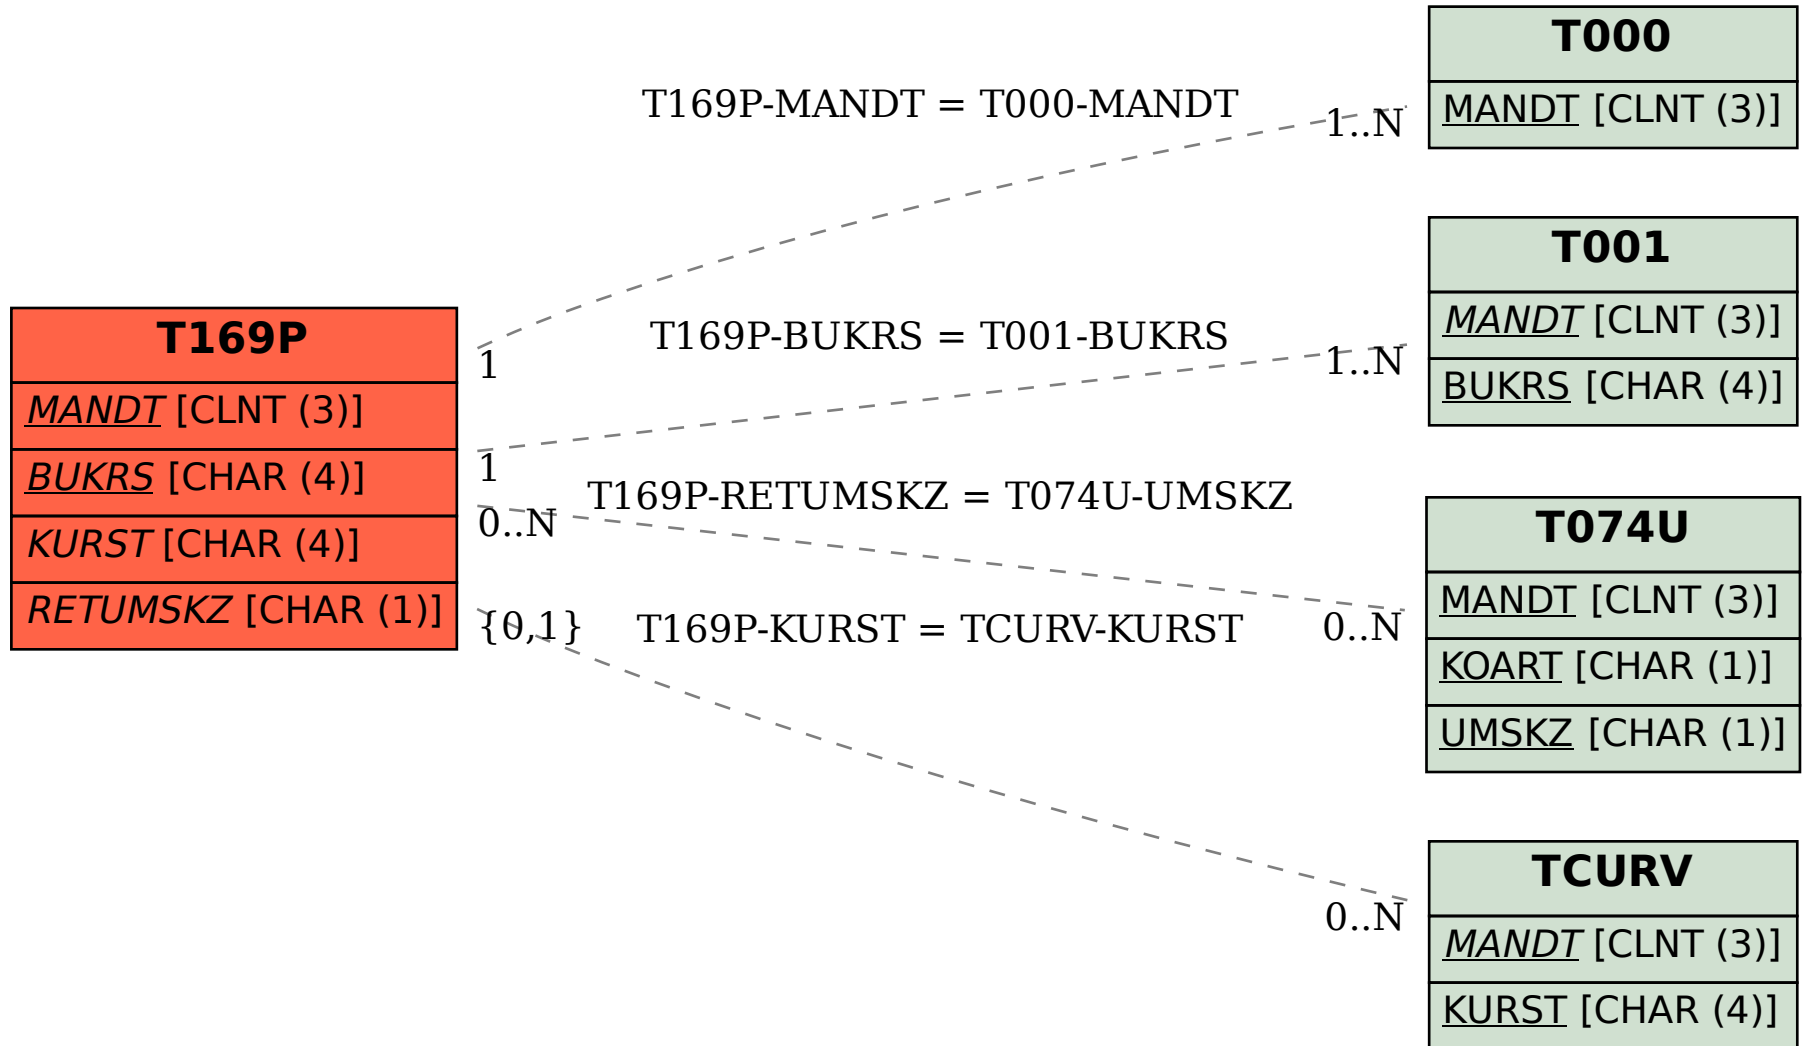 T169P
MANDT [CLNT (3)]
BUKRS [CHAR (4)]
KURST [CHAR (4)]
RETUMSKZ [CHAR (1)]
T169P-MANDT = T000-MANDT
1
1..N
T169P-BUKRS = T001-BUKRS
1
1..N
T169P-RETUMSKZ = T074U-UMSKZ
0..N
0..N
T169P-KURST = TCURV-KURST
{0,1}
0..N
T000
MANDT [CLNT (3)]
T001
MANDT [CLNT (3)]
BUKRS [CHAR (4)]
T074U
MANDT [CLNT (3)]
KOART [CHAR (1)]
UMSKZ [CHAR (1)]
TCURV
MANDT [CLNT (3)]
KURST [CHAR (4)]